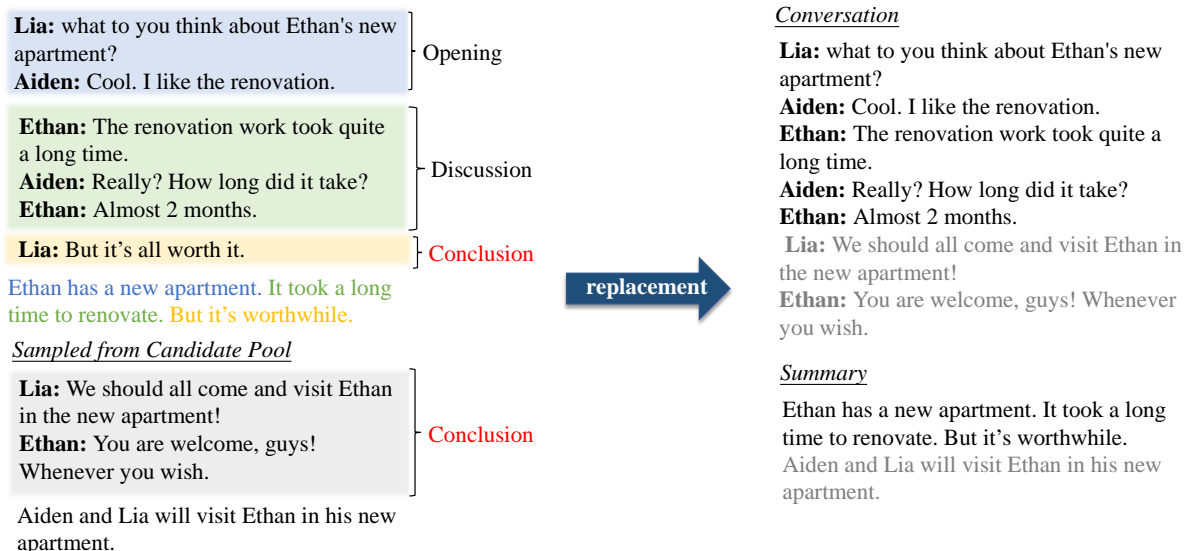 Lia: what to you think about Ethan's new
apartment?
Aiden: Cool. I like the renovation.
Opening
Ethan: The renovation work took quite
a long time.
Aiden: Really? How long did it take?
Ethan: Almost 2 months.
Discussion
Lia: But it’s all worth it.
Conclusion
Ethan has a new apartment. It took a long
time to renovate. But it’s worthwhile.
Sampled from Candidate Pool
Lia: We should all come and visit Ethan
in the new apartment!
Ethan: You are welcome, guys!
Whenever you wish.
Conclusion
Aiden and Lia will visit Ethan in his new
apartment.
replacement
Conversation
Lia: what to you think about Ethan's new
apartment?
Aiden: Cool. I like the renovation.
Ethan: The renovation work took quite a
long time.
Aiden: Really? How long did it take?
Ethan: Almost 2 months.
Lia: We should all come and visit Ethan in
the new apartment!
Ethan: You are welcome, guys! Whenever
you wish.
Summary
Ethan has a new apartment. It took a long
time to renovate. But it’s worthwhile.
Aiden and Lia will visit Ethan in his new
apartment.